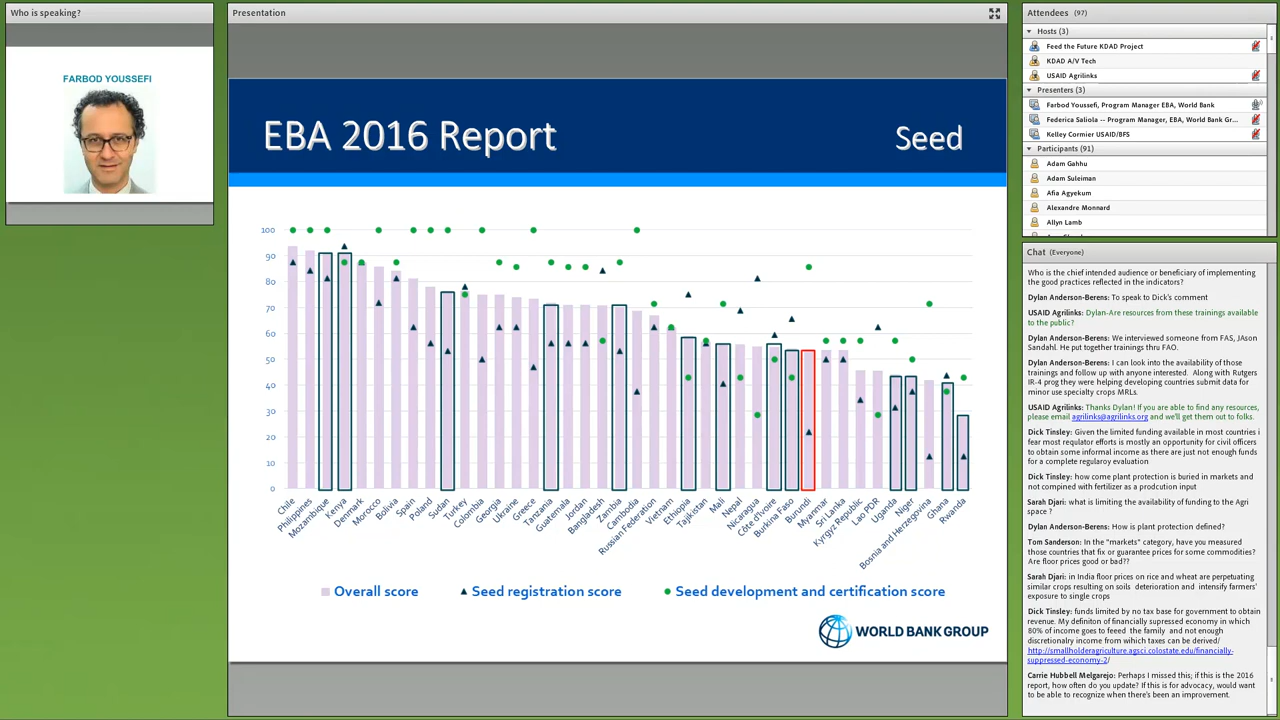 Who is speaking?
FARBOD YOUSSEFI
Presentation
EBA 2016 Report
Seed
100
90
80
70
60
50
40
30
20
10
0
Chile
Philippines
Mozambique
Kenya
Denmark
Morocco
Bolivia
Spain
Poland
Sudan
Turkey
Colombia
Georgia
Ukraine
Greece
Tanzania
Guatemala
Jordan
Bangladesh
Zambia
Cambodia
Russian Federation
Vietnam
Ethiopia
Tajikistan
Mali
Nepal
Nicaragua
Côte d'Ivoire
Burkina Faso
Burundi
Myanmar
Sri Lanka
Kyrgyz Republic
Lao PDR
Uganda
Niger
Bosnia and Herzegovina
Ghana
Rwanda
Overall score
Seed registration score
Seed development and certification score
WORLD BANK GROUP
Attendees (97)
Hosts (3)
Feed the Future KDAD Project
KDAD A/V Tech
USAID Agrilinks
Presenters (3)
Farbod Youssefi, Program Manager EBA, World Bank
Federica Saliola -- Program Manager, EBA, World Bank Gr...
Kelley Cormier USAID/BFS
Participants (91)
Adam Gahhu
Adam Suleiman
Afia Agyekum
Alexandre Monnard
Allyn Lamb
Chat (Everyone)
Who is the chief intended audience or beneficiary of implementing
the good practices reflected in the indicators?
Dylan Anderson-Berens: To speak to Dick's comment
USAID Agrilinks: Dylan-Are resources from these trainings available
to the public?
Dylan Anderson-Berens: We interviewed someone from FAS, JAson
Sandahl. He put together trainings thru FAO.
Dylan Anderson-Berens: I can look into the availability of those
trainings and follow up with anyone interested. Along with Rutgers
IR-4 prog they were helping developing countries submit data for
minor use specialty crops MRLs.
USAID Agrilinks: Thanks Dylan! If you are able to find any resources,
please email agrilinks@agrilinks.org and we'll get them out to folks.
Dick Tinsley: Given the limited funding available in most countries i
fear most requlator efforts is mostly an opportunity for civil officers
to obtain some informal income as there are just not enough funds
for a complete regularoy evaluation
Dick Tinsley: how come plant protection is buried in markets and
not compined with fertilizer as a prodcution input
Sarah Djari: what is limiting the availability of funding to the Agri
space ?
Dylan Anderson-Berens: How is plant protection defined?
Tom Sanderson: In the "markets" category, have you measured
those countries that fix or guarantee prices for some commodities?
Are floor prices good or bad??
Sarah Djari: in India floor prices on rice and wheat are perpetuating
similar crops resulting on soils deterioration and intensify farmers'
exposure to single crops
Dick Tinsley: funds limited by no tax base for government to obtain
revenue. My definiton of financially supressed economy in which
80% of income goes to feeed the family and not enough
discretionalry income from which taxes can be derived/
http://smallholderagriculture.agsci.colostate.edu/financially-
suppressed-economy-2/
Carrie Hubbell Melgarejo: Perhaps I missed this; if this is the 2016
report, how often do you update? If this is for advocacy, would want
to be able to recognize when there's been an improvement.